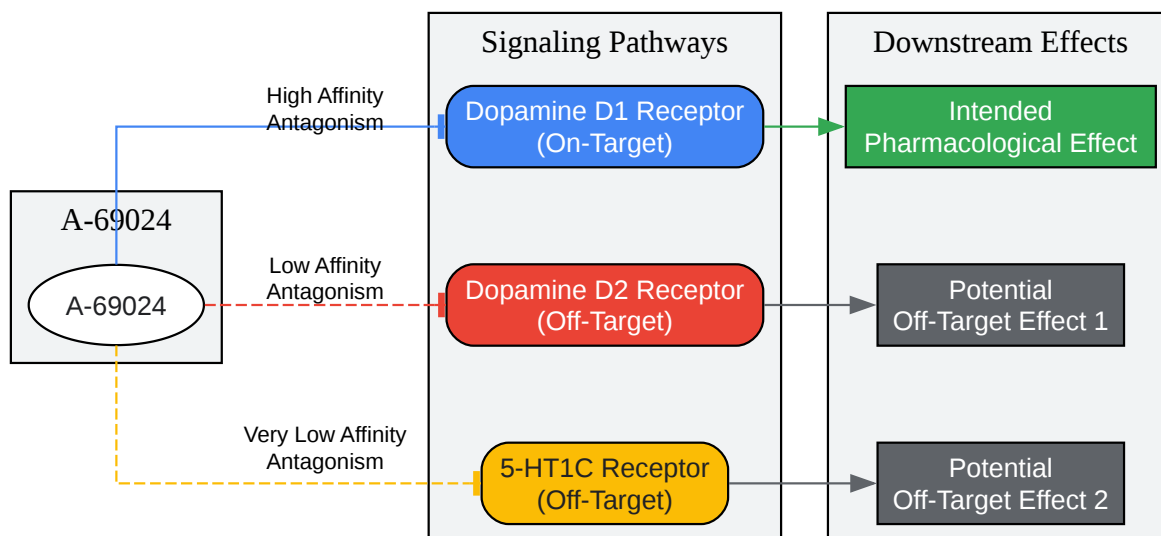 Signaling Pathways
Downstream Effects
High Affinity
Antagonism
Dopamine D1 Receptor
(On-Target)
Intended
Pharmacological Effect
A-69024
A-69024
Low Affinity
Antagonism
Dopamine D2 Receptor
(Off-Target)
Potential
Off-Target Effect 1
Very Low Affinity
Antagonism
5-HT1C Receptor
(Off-Target)
Potential
Off-Target Effect 2